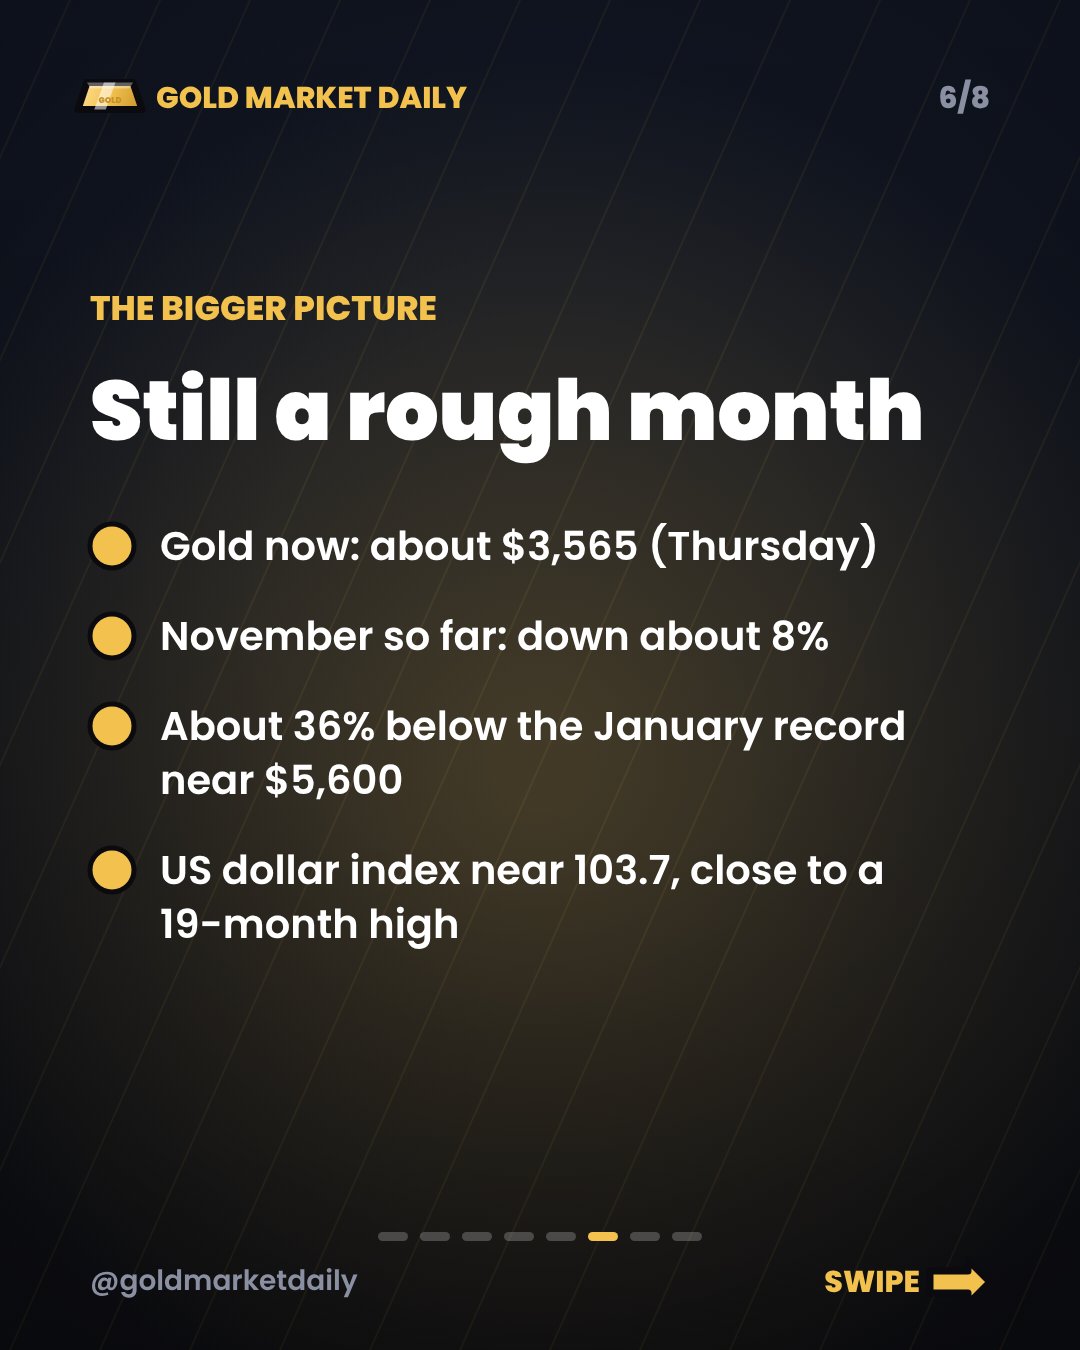 GOLD
GOLD MARKET DAILY
6/8
THE BIGGER PICTURE
Still a rough month
Gold now: about $3,565 (Thursday)
November so far: down about 8%
About 36% below the January record
near $5,600
US dollar index near 103.7, close to a
19-month high
@goldmarketdaily
SWIPE